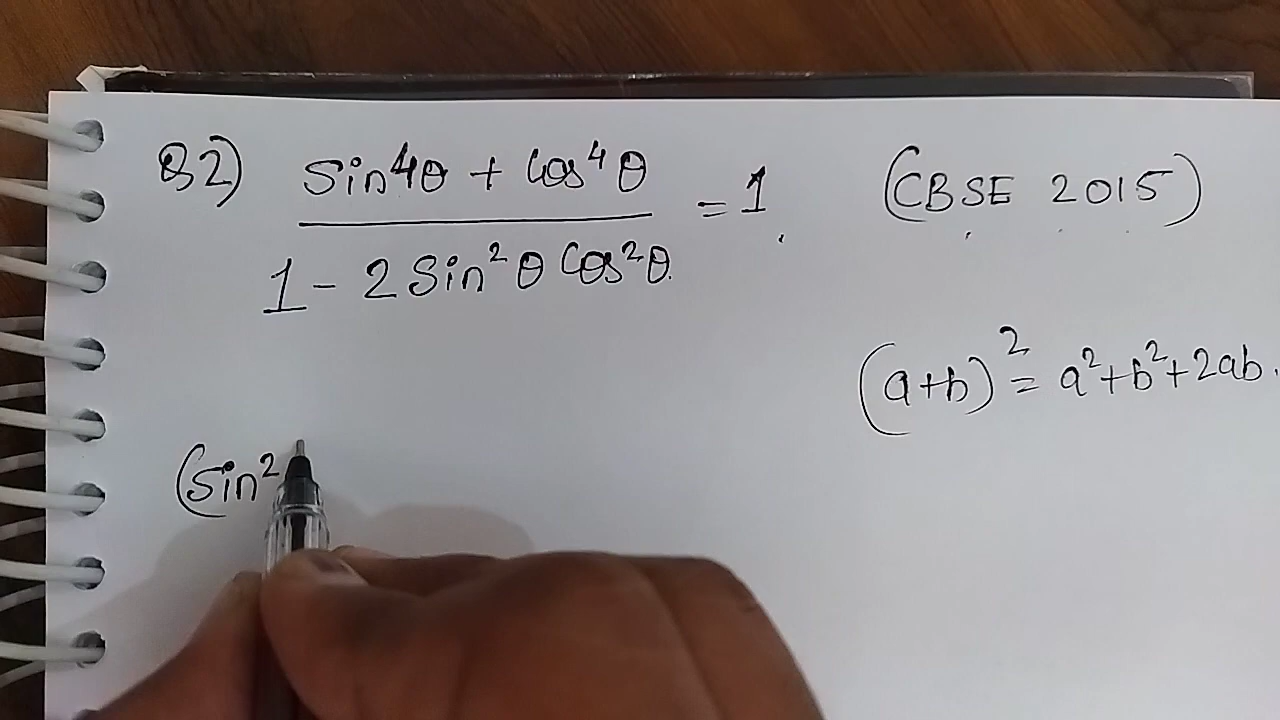 Q2) Sin⁴θ + Cos⁴θ = 1 (CBSE 2015)
1 - 2 Sin²θ Cos²θ.
(a+b)² = a²+b²+2ab.
(Sin²